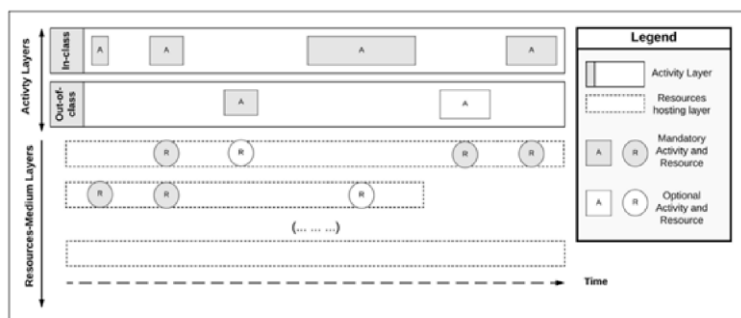 Activty Layers
In-class
A
A
A
A
Out-of-
class
A
A
Resources-Medium Layers
R
R
R
R
R
R
R
(... ... ...)
Time
Legend
Activity Layer
Resources
hosting layer
A
R
Mandatory
Activity and
Resource
A
R
Optional
Activity and
Resource